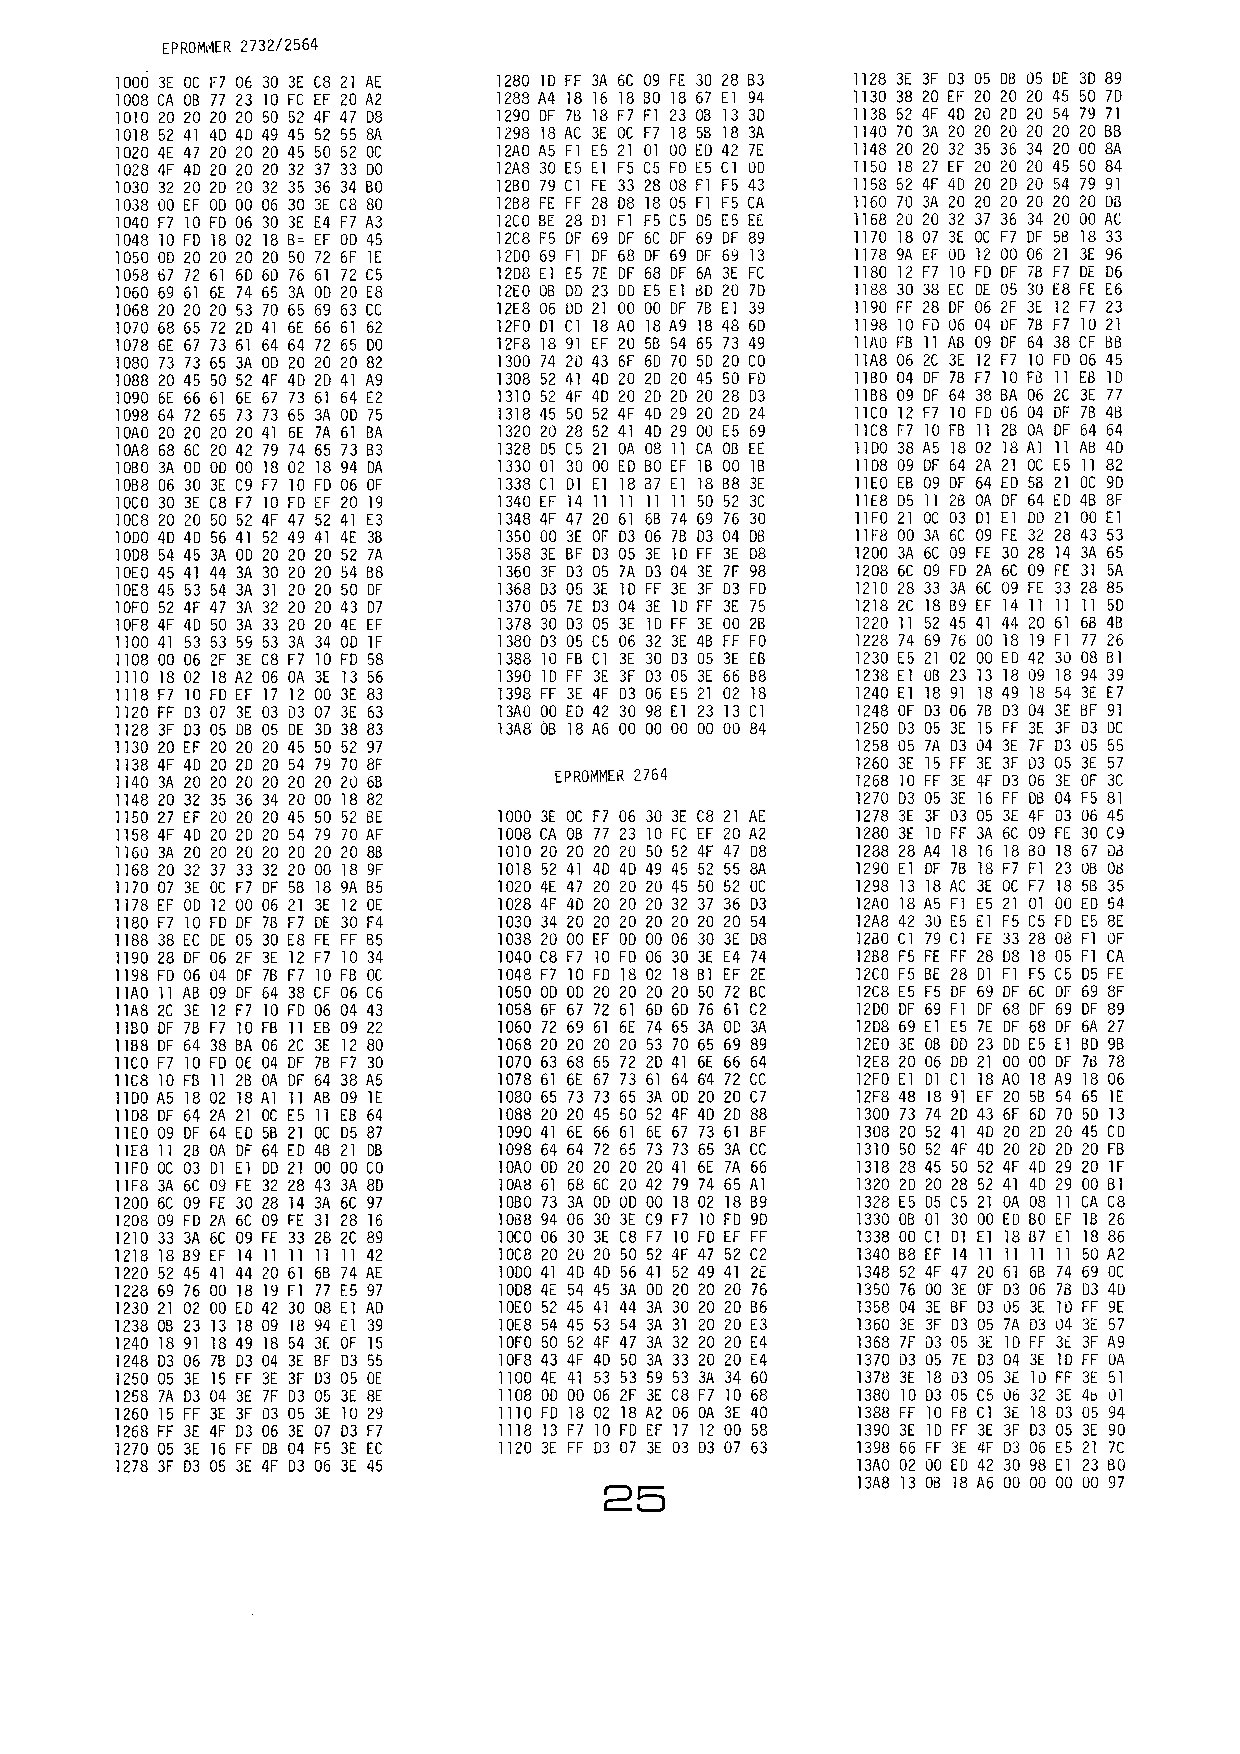 EPROMMER 2732/2564
1000 3E 0C F7 06 30 3E C8 21 AE
1008 CA 0B 77 23 10 FC EF 20 A2
1010 20 20 20 20 50 52 4F 47 D8
1018 52 41 4D 4D 49 45 52 55 8A
1020 4E 47 20 20 20 45 50 52 0C
1028 4F 4D 20 20 20 32 37 33 D0
1030 32 20 2D 20 32 35 36 34 B0
1038 00 EF 0D 00 06 30 3E C8 80
1040 F7 10 FD 06 30 3E E4 F7 A3
1048 10 FD 18 02 18 B= EF 0D 45
1050 0D 20 20 20 20 50 72 6F 1E
1058 67 72 61 6D 6D 76 61 72 C5
1060 69 61 6E 74 65 3A 0D 20 E8
1068 20 20 20 53 70 65 69 63 CC
1070 68 65 72 2D 41 6E 66 61 62
1078 6E 67 73 61 64 64 72 65 D0
1080 73 73 65 3A 0D 20 20 20 82
1088 20 45 50 52 4F 4D 2D 41 A9
1090 6E 66 61 6E 67 73 61 64 E2
1098 64 72 65 73 73 65 3A 0D 75
10A0 20 20 20 20 41 6E 7A 61 BA
10A8 68 6C 20 42 79 74 65 73 B3
10B0 3A 0D 0D 00 18 02 18 94 DA
10B8 06 30 3E C9 F7 10 FD 06 0F
10C0 30 3E C8 F7 10 FD EF 20 19
10C8 20 20 50 52 4F 47 52 41 E3
10D0 4D 4D 56 41 52 49 41 4E 3B
10D8 54 45 3A 0D 20 20 20 52 7A
10E0 45 41 44 3A 30 20 20 54 B8
10E8 45 53 54 3A 31 20 20 50 DF
10F0 52 4F 47 3A 32 20 20 43 D7
10F8 4F 4D 50 3A 33 20 20 4E EF
1100 41 53 53 59 53 3A 34 0D 1F
1108 00 06 2F 3E C8 F7 10 FD 58
1110 18 02 18 A2 06 0A 3E 13 56
1118 F7 10 FD EF 17 12 00 3E 83
1120 FF D3 07 3E 03 D3 07 3E 63
1128 3F D3 05 DB 05 DE 3D 38 83
1130 20 EF 20 20 20 45 50 52 97
1138 4F 4D 20 2D 20 54 79 70 8F
1140 3A 20 20 20 20 20 20 20 6B
1148 20 32 35 36 34 20 00 18 82
1150 27 EF 20 20 20 45 50 52 BE
1158 4F 4D 20 2D 20 54 79 70 AF
1160 3A 20 20 20 20 20 20 20 8B
1168 20 32 37 33 32 20 00 18 9F
1170 07 3E 0C F7 DF 5B 18 9A B5
1178 EF 0D 12 00 06 21 3E 12 0E
1180 F7 10 FD DF 7B F7 DE 30 F4
1188 38 EC DE 05 30 E8 FE FF B5
1190 28 DF 06 2F 3E 12 F7 10 34
1198 FD 06 04 DF 7B F7 10 FB 0C
11A0 11 AB 09 DF 64 38 CF 06 C6
11A8 2C 3E 12 F7 10 FD 06 04 43
11B0 DF 7B F7 10 FB 11 EB 09 22
11B8 DF 64 38 BA 06 2C 3E 12 80
11C0 F7 10 FD 06 04 DF 7B F7 30
11C8 10 FB 11 2B 0A DF 64 38 A5
11D0 A5 18 02 18 A1 11 AB 09 1E
11D8 DF 64 2A 21 0C E5 11 EB 64
11E0 09 DF 64 ED 5B 21 0C D5 87
11E8 11 2B 0A DF 64 ED 4B 21 DB
11F0 0C 03 D1 E1 DD 21 00 00 C0
11F8 3A 6C 09 FE 32 28 43 3A 8D
1200 6C 09 FE 30 28 14 3A 6C 97
1208 09 FD 2A 6C 09 FE 31 28 16
1210 33 3A 6C 09 FE 33 28 2C 89
1218 18 B9 EF 14 11 11 11 11 42
1220 52 45 41 44 20 61 6B 74 AE
1228 69 76 00 18 19 F1 77 E5 97
1230 21 02 00 ED 42 30 08 E1 AD
1238 0B 23 13 18 09 18 94 E1 39
1240 18 91 18 49 18 54 3E 0F 15
1248 D3 06 7B D3 04 3E BF D3 55
1250 05 3E 15 FF 3E 3F D3 05 0E
1258 7A D3 04 3E 7F D3 05 3E 8E
1260 15 FF 3E 3F D3 05 3E 10 29
1268 FF 3E 4F D3 06 3E 07 D3 F7
1270 05 3E 16 FF DB 04 F5 3E EC
1278 3F D3 05 3E 4F D3 06 3E 45
1280 1D FF 3A 6C 09 FE 30 28 B3
1288 A4 18 16 18 B0 18 67 E1 94
1290 DF 7B 18 F7 F1 23 0B 13 3D
1298 18 AC 3E 0C F7 18 5B 18 3A
12A0 A5 F1 E5 21 01 00 ED 42 7E
12A8 30 E5 E1 F5 C5 FD E5 C1 0D
12B0 79 C1 FE 33 28 08 F1 F5 43
12B8 FE FF 28 D8 18 05 F1 F5 CA
12C0 BE 28 D1 F1 F5 C5 D5 E5 EE
12C8 F5 DF 69 DF 6C DF 69 DF 89
12D0 69 F1 DF 68 DF 69 DF 69 13
12D8 E1 E5 7E DF 68 DF 6A 3E FC
12E0 0B DD 23 DD E5 E1 BD 20 7D
12E8 06 DD 21 00 00 DF 7B E1 39
12F0 D1 C1 18 A0 18 A9 18 48 6D
12F8 18 91 EF 20 5B 54 65 73 49
1300 74 2D 43 6F 6D 70 5D 20 C0
1308 52 41 4D 20 2D 20 45 50 FD
1310 52 4F 4D 20 2D 2D 20 28 D3
1318 45 50 52 4F 4D 29 20 2D 24
1320 20 28 52 41 4D 29 00 E5 69
1328 D5 C5 21 0A 08 11 CA 0B EE
1330 01 30 00 ED B0 EF 1B 00 1B
1338 C1 D1 E1 18 B7 E1 18 B8 3E
1340 EF 14 11 11 11 11 50 52 3C
1348 4F 47 20 61 6B 74 69 76 30
1350 00 3E 0F D3 06 7B D3 04 DB
1358 3E BF D3 05 3E 1D FF 3E D8
1360 3F D3 05 7A D3 04 3E 7F 98
1368 D3 05 3E 1D FF 3E 3F D3 FD
1370 05 7E D3 04 3E 1D FF 3E 75
1378 30 D3 05 3E 1D FF 3E 00 2B
1380 D3 05 C5 06 32 3E 4B FF F0
1388 10 FB C1 3E 30 D3 05 3E EB
1390 1D FF 3E 3F D3 05 3E 66 B8
1398 FF 3E 4F D3 06 E5 21 02 18
13A0 00 ED 42 30 98 E1 23 13 C1
13A8 0B 18 A6 00 00 00 00 00 84
EPROMMER 2764
1000 3E 0C F7 06 30 3E C8 21 AE
1008 CA 0B 77 23 10 FC EF 20 A2
1010 20 20 20 20 50 52 4F 47 D8
1018 52 41 4D 4D 49 45 52 55 8A
1020 4E 47 20 20 20 45 50 52 0C
1028 4F 4D 20 20 20 32 37 36 D3
1030 34 20 20 20 20 20 20 20 54
1038 20 00 EF 0D 00 06 30 3E D8
1040 C8 F7 10 FD 06 30 3E E4 74
1048 F7 10 FD 18 02 18 B1 EF 2E
1050 0D 0D 20 20 20 20 50 72 BC
1058 6F 67 72 61 6D 6D 76 61 C2
1060 72 69 61 6E 74 65 3A 0D 3A
1068 20 20 20 20 53 70 65 69 89
1070 63 68 65 72 2D 41 6E 66 64
1078 61 6E 67 73 61 64 64 72 CC
1080 65 73 73 65 3A 0D 20 20 C7
1088 20 20 45 50 52 4F 4D 2D 88
1090 41 6E 66 61 6E 67 73 61 BF
1098 64 64 72 65 73 73 65 3A CC
10A0 0D 20 20 20 20 41 6E 7A 66
10A8 61 68 6C 20 42 79 74 65 A1
10B0 73 3A 0D 0D 00 18 02 18 B9
10B8 94 06 30 3E C9 F7 10 FD 9D
10C0 06 30 3E C8 F7 10 FD EF FF
10C8 20 20 20 50 52 4F 47 52 C2
10D0 41 4D 4D 56 41 52 49 41 2E
10D8 4E 54 45 3A 0D 20 20 20 76
10E0 52 45 41 44 3A 30 20 20 B6
10E8 54 45 53 54 3A 31 20 20 E3
10F0 50 52 4F 47 3A 32 20 20 E4
10F8 43 4F 4D 50 3A 33 20 20 E4
1100 4E 41 53 53 59 53 3A 34 60
1108 0D 00 06 2F 3E C8 F7 10 68
1110 FD 18 02 18 A2 06 0A 3E 40
1118 13 F7 10 FD EF 17 12 00 58
1120 3E FF D3 07 3E 03 D3 07 63
1128 3E 3F D3 05 DB 05 DE 3D 89
1130 38 20 EF 20 20 20 45 50 7D
1138 52 4F 4D 20 2D 20 54 79 71
1140 70 3A 20 20 20 20 20 20 BB
1148 20 20 32 35 36 34 20 00 8A
1150 18 27 EF 20 20 20 45 50 84
1158 52 4F 4D 20 2D 20 54 79 91
1160 70 3A 20 20 20 20 20 20 DB
1168 20 20 32 37 36 34 20 00 AC
1170 18 07 3E 0C F7 DF 5B 18 33
1178 9A EF 0D 12 00 06 21 3E 96
1180 12 F7 10 FD DF 7B F7 DE D6
1188 30 38 EC DE 05 30 E8 FE E6
1190 FF 28 DF 06 2F 3E 12 F7 23
1198 10 FD 06 04 DF 7B F7 10 21
11A0 FB 11 AB 09 DF 64 38 CF BB
11A8 06 2C 3E 12 F7 10 FD 06 45
11B0 04 DF 7B F7 10 FB 11 EB 1D
11B8 09 DF 64 38 BA 06 2C 3E 77
11C0 12 F7 10 FD 06 04 DF 7B 4B
11C8 F7 10 FB 11 2B 0A DF 64 64
11D0 38 A5 18 02 18 A1 11 AB 4D
11D8 09 DF 64 2A 21 0C E5 11 82
11E0 EB 09 DF 64 ED 5B 21 0C 9D
11E8 D5 11 2B 0A DF 64 ED 4B 8F
11F0 21 0C 03 D1 E1 DD 21 00 E1
11F8 00 3A 6C 09 FE 32 28 43 53
1200 3A 6C 09 FE 30 28 14 3A 65
1208 6C 09 FD 2A 6C 09 FE 31 5A
1210 28 33 3A 6C 09 FE 33 28 85
1218 2C 18 B9 EF 14 11 11 11 5D
1220 11 52 45 41 44 20 61 6B 4B
1228 74 69 76 00 18 19 F1 77 26
1230 E5 21 02 00 ED 42 30 08 B1
1238 E1 0B 23 13 18 09 18 94 39
1240 E1 18 91 18 49 18 54 3E E7
1248 0F D3 06 7B D3 04 3E BF 91
1250 D3 05 3E 15 FF 3E 3F D3 DC
1258 05 7A D3 04 3E 7F D3 05 55
1260 3E 15 FF 3E 3F D3 05 3E 57
1268 10 FF 3E 4F D3 06 3E 0F 3C
1270 D3 05 3E 16 FF DB 04 F5 81
1278 3E 3F D3 05 3E 4F D3 06 45
1280 3E 1D FF 3A 6C 09 FE 30 C9
1288 28 A4 18 16 18 B0 18 67 DB
1290 E1 DF 7B 18 F7 F1 23 0B 0B
1298 13 18 AC 3E 0C F7 18 5B 35
12A0 18 A5 F1 E5 21 01 00 ED 54
12A8 42 30 E5 E1 F5 C5 FD E5 8E
12B0 C1 79 C1 FE 33 28 08 F1 0F
12B8 F5 FE FF 28 D8 18 05 F1 CA
12C0 F5 BE 28 D1 F1 F5 C5 D5 FE
12C8 E5 F5 DF 69 DF 6C DF 69 8F
12D0 DF 69 F1 DF 68 DF 69 DF 89
12D8 69 E1 E5 7E DF 68 DF 6A 27
12E0 3E 0B DD 23 DD E5 E1 BD 9B
12E8 20 06 DD 21 00 00 DF 7B 78
12F0 E1 D1 C1 18 A0 18 A9 18 06
12F8 48 18 91 EF 20 5B 54 65 1E
1300 73 74 2D 43 6F 6D 70 5D 13
1308 20 52 41 4D 20 2D 20 45 CD
1310 50 52 4F 4D 20 2D 2D 20 FB
1318 28 45 50 52 4F 4D 29 20 1F
1320 2D 20 28 52 41 4D 29 00 B1
1328 E5 D5 C5 21 0A 08 11 CA C8
1330 0B 01 30 00 ED B0 EF 1B 26
1338 00 C1 D1 E1 18 B7 E1 18 86
1340 B8 EF 14 11 11 11 11 50 A2
1348 52 4F 47 20 61 6B 74 69 0C
1350 76 00 3E 0F D3 06 7B D3 4D
1358 04 3E BF D3 05 3E 1D FF 9E
1360 3E 3F D3 05 7A D3 04 3E 57
1368 7F D3 05 3E 1D FF 3E 3F A9
1370 D3 05 7E D3 04 3E 1D FF 0A
1378 3E 18 D3 05 3E 1D FF 3E 51
1380 10 D3 05 C5 06 32 3E 4B 01
1388 FF 10 FB C1 3E 18 D3 05 94
1390 3E 1D FF 3E 3F D3 05 3E 90
1398 66 FF 3E 4F D3 06 E5 21 7C
13A0 02 00 ED 42 30 98 E1 23 B0
13A8 13 0B 18 A6 00 00 00 00 97
25